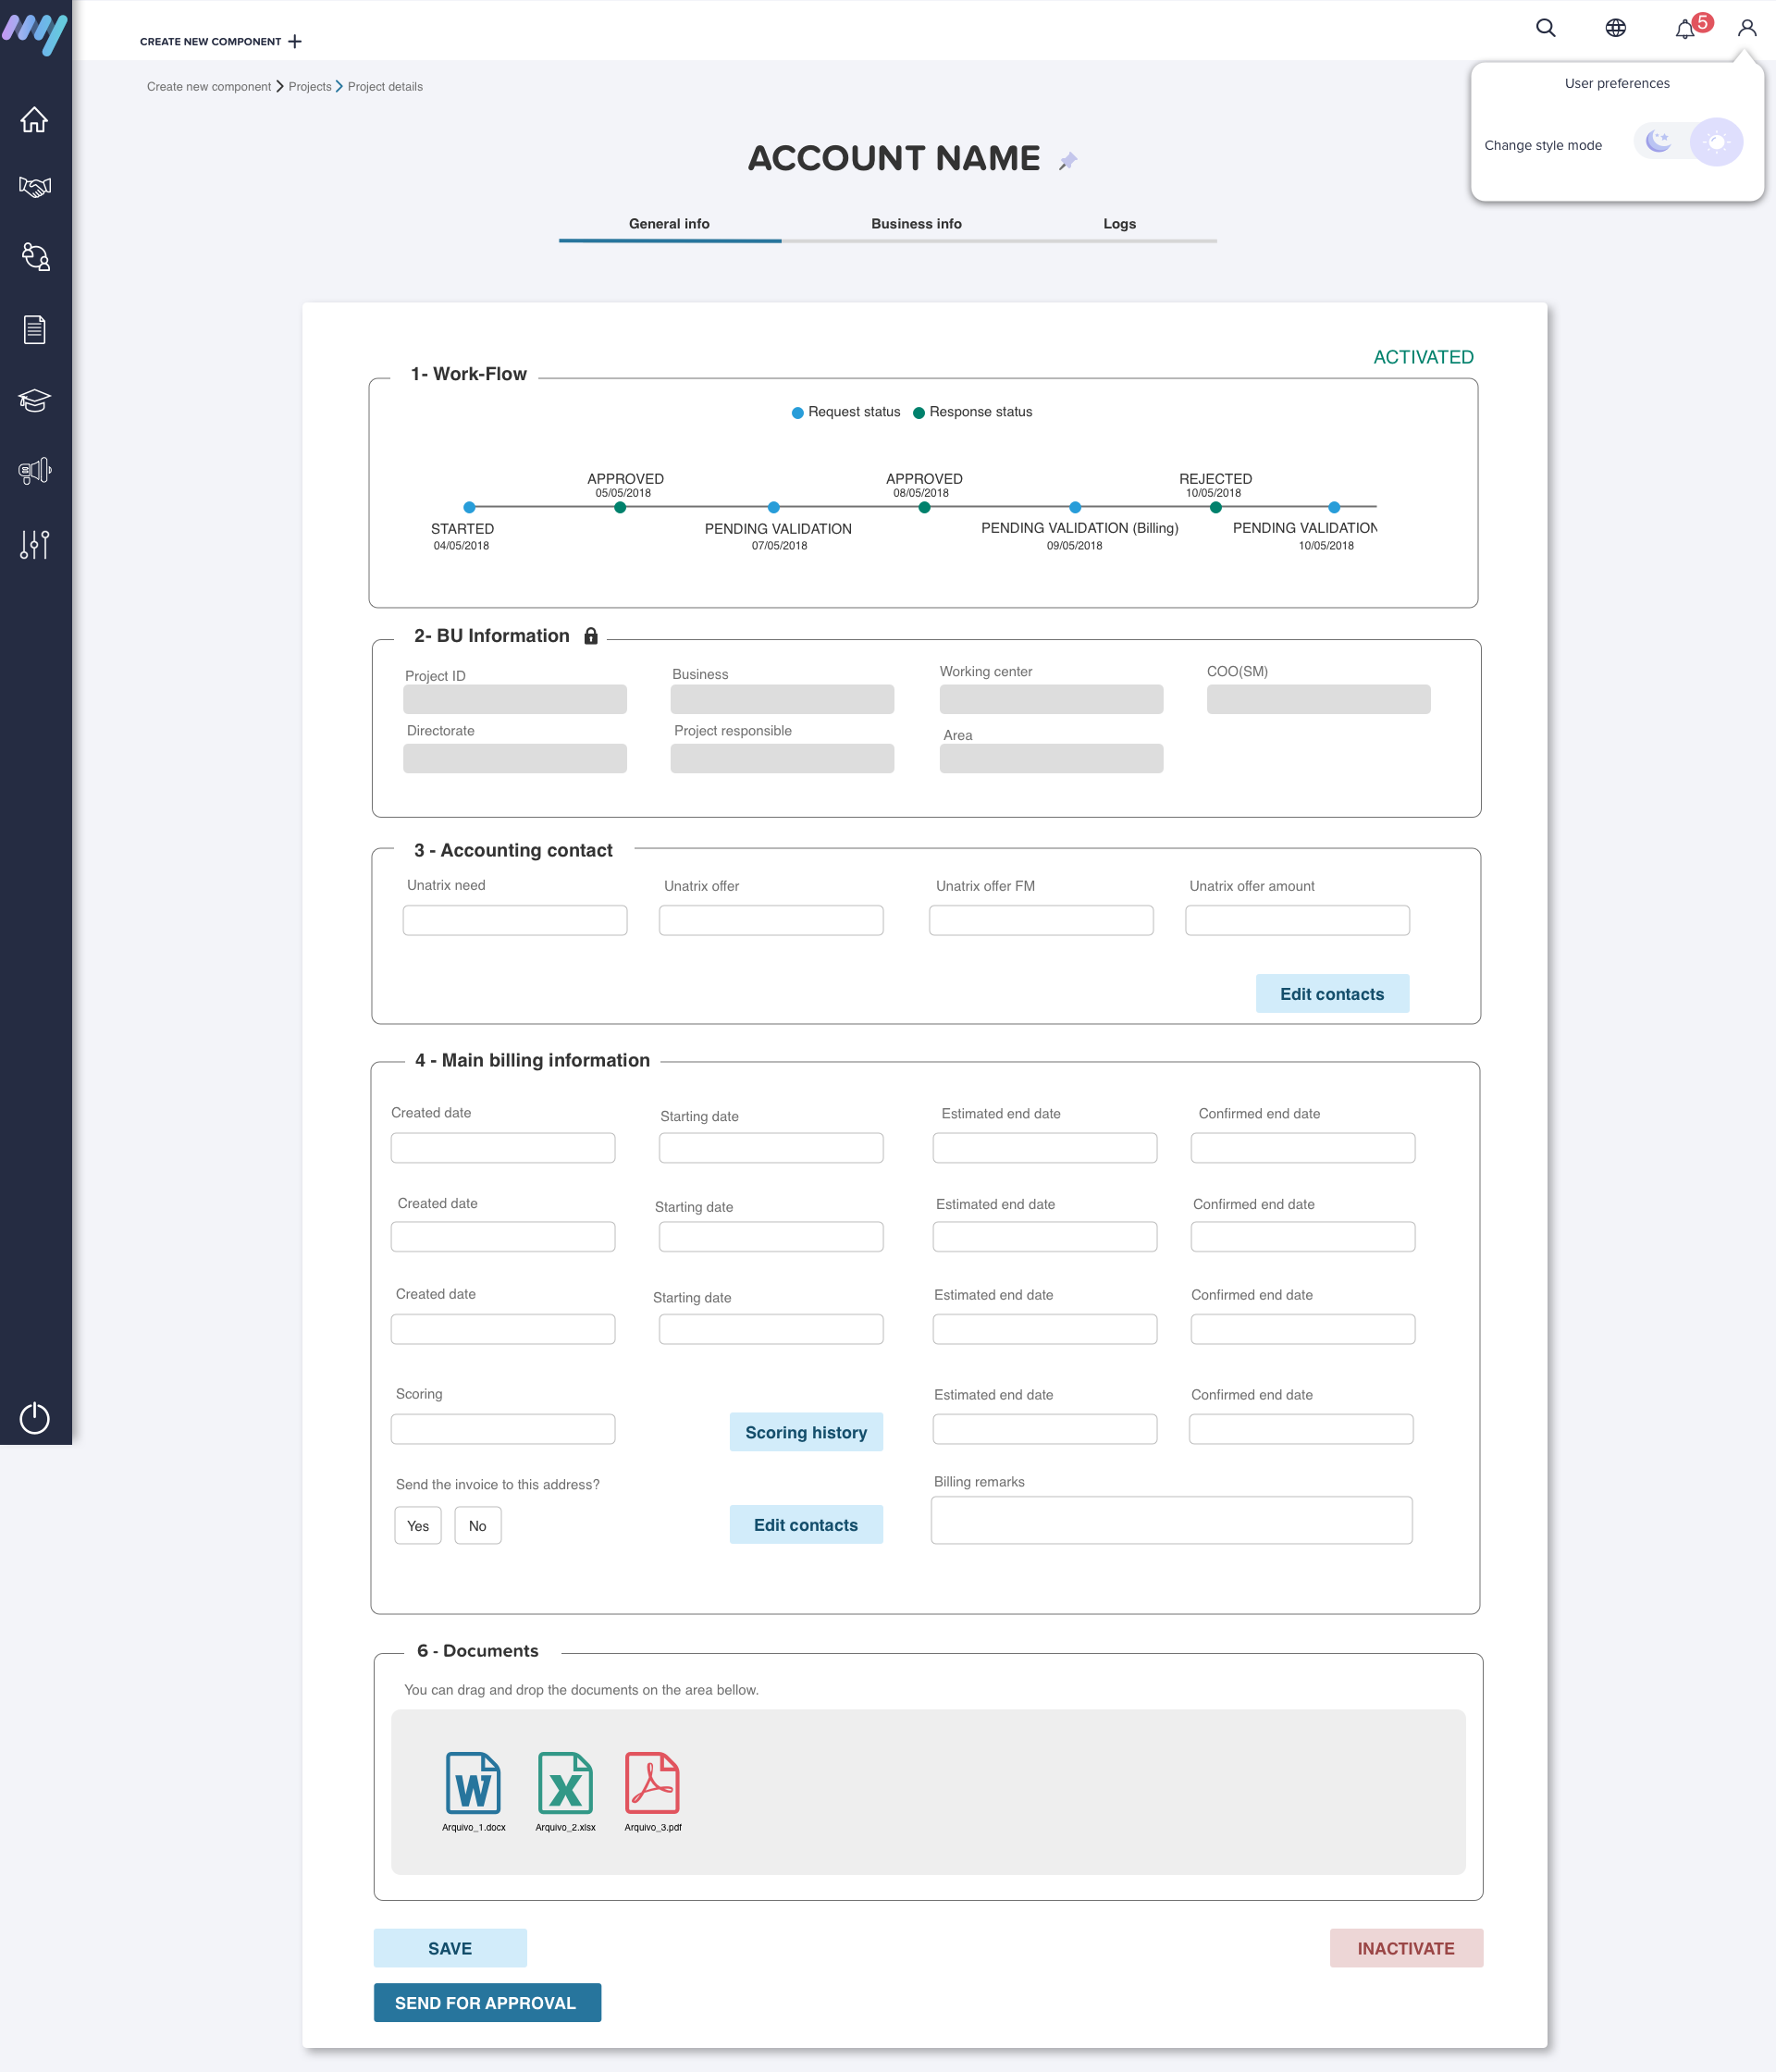 5
CREATE NEW COMPONENT
Create new component Projects Project details
User preferences
Change style mode
ACCOUNT NAME
General info Business info Logs
ACTIVATED
1- Work-Flow
Request status Response status
APPROVED APPROVED REJECTED
05/05/2018 08/05/2018 10/05/2018
STARTED PENDING VALIDATION PENDING VALIDATION (Billing) PENDING VALIDATION
04/05/2018 07/05/2018 09/05/2018 10/05/2018
2- BU Information
Project ID Business Working center COO(SM)
Directorate Project responsible Area
3 - Accounting contact
Unatrix need Unatrix offer Unatrix offer FM Unatrix offer amount
Edit contacts
4 - Main billing information
Created date Starting date Estimated end date Confirmed end date
Created date Starting date Estimated end date Confirmed end date
Created date Starting date Estimated end date Confirmed end date
Scoring Estimated end date Confirmed end date
Scoring history
Send the invoice to this address? Billing remarks
Yes No Edit contacts
6 - Documents
You can drag and drop the documents on the area bellow.
W X
Arquivo_1.docx Arquivo_2.xlsx Arquivo_3.pdf
SAVE INACTIVATE
SEND FOR APPROVAL